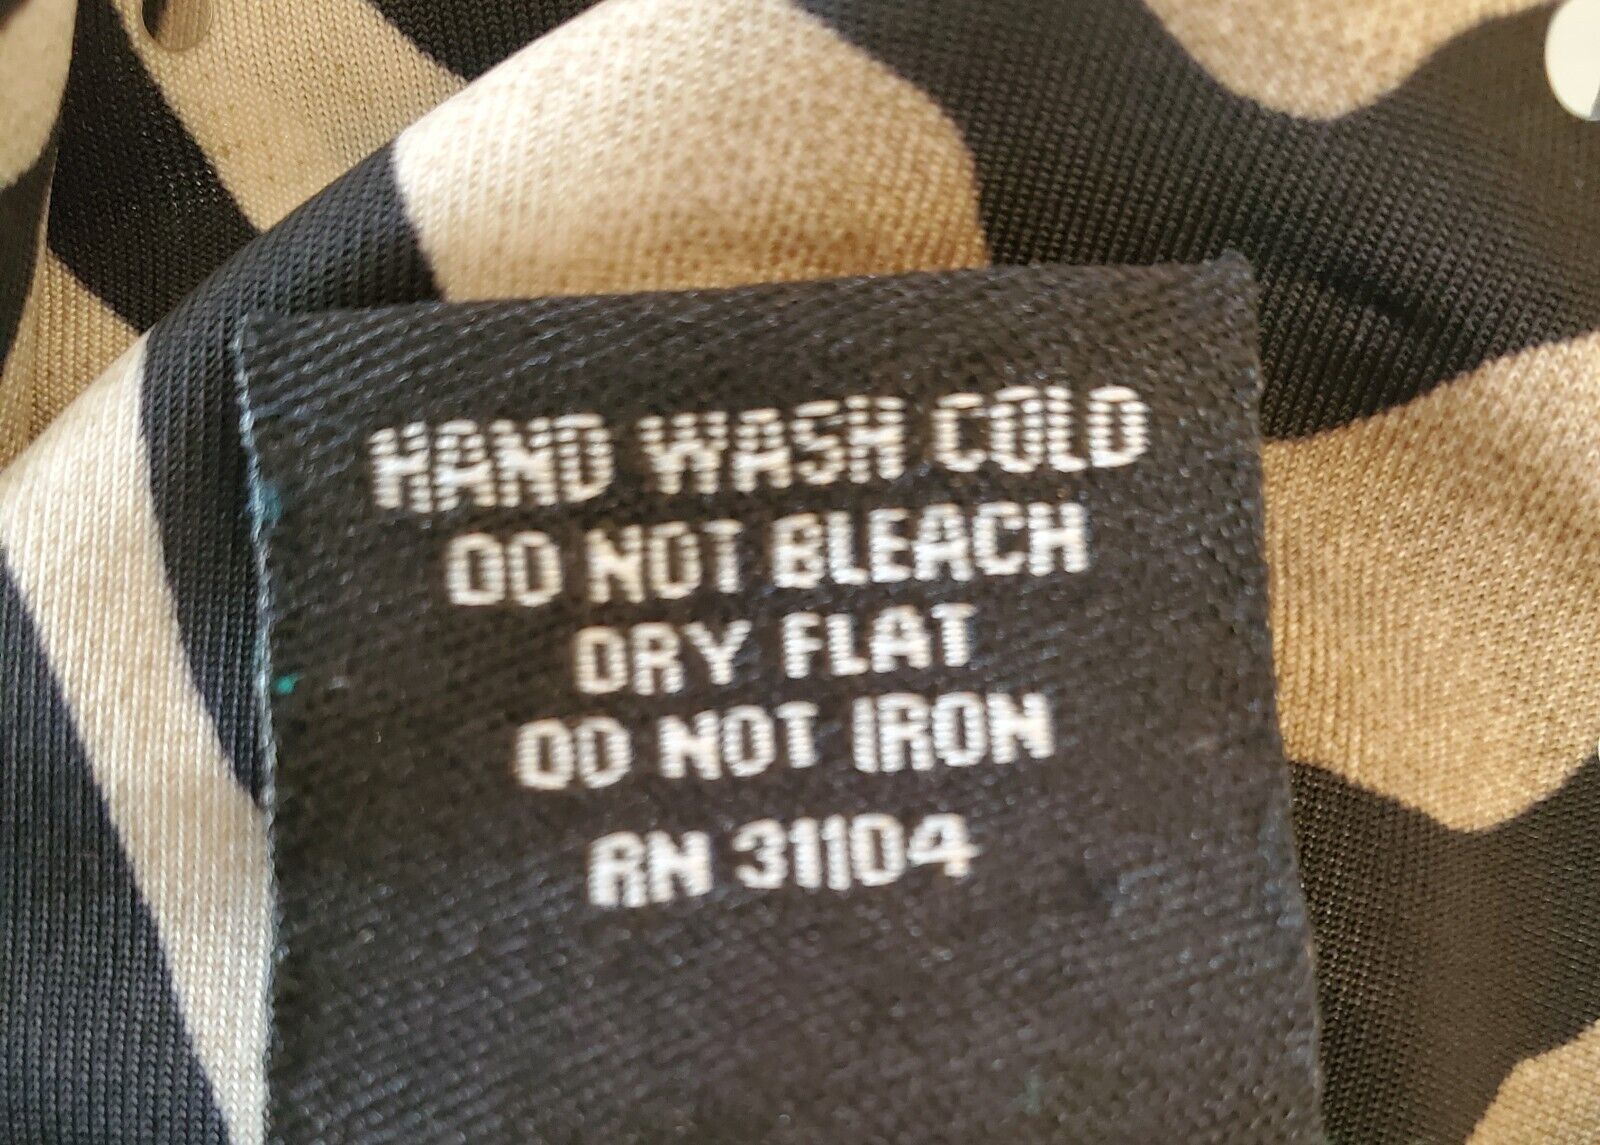 HAND WASH COLD
DO NOT BLEACH
DRY FLAT
DO NOT IRON
RN 31104